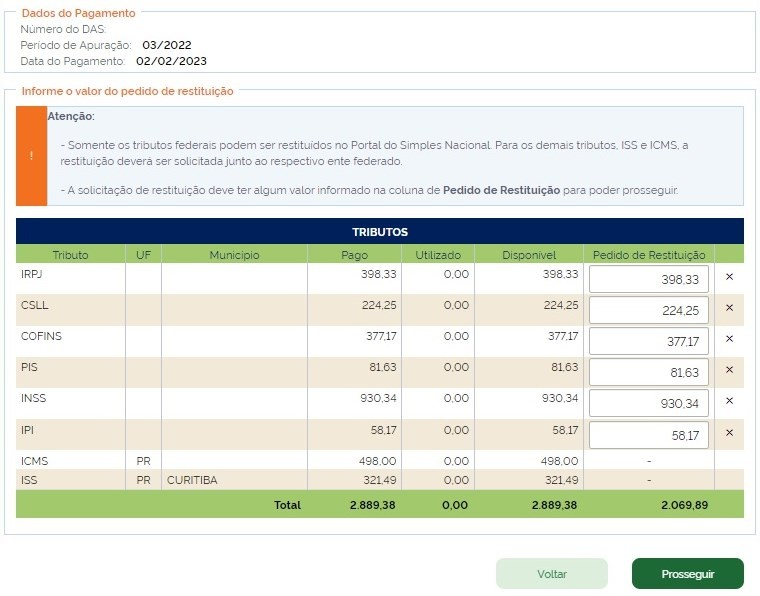 Dados do Pagamento
Número do DAS:
Período de Apuração: 03/2022
Data do Pagamento: 02/02/2023
Informe o valor do pedido de restituição
!
Atenção:
- Somente os tributos federais podem ser restituídos no Portal do Simples Nacional. Para os demais tributos, ISS e ICMS, a
restituição deverá ser solicitada junto ao respectivo ente federado.
- A solicitação de restituição deve ter algum valor informado na coluna de Pedido de Restituição para poder prosseguir.
TRIBUTOS
Tributo UF Município Pago Utilizado Disponível Pedido de Restituição
IRPJ 398,33 0,00 398,33 398,33 ×
CSLL 224,25 0,00 224,25 224,25 ×
COFINS 377,17 0,00 377,17 377,17 ×
PIS 81,63 0,00 81,63 81,63 ×
INSS 930,34 0,00 930,34 930,34 ×
IPI 58,17 0,00 58,17 58,17 ×
ICMS PR 498,00 0,00 498,00 -
ISS PR CURITIBA 321,49 0,00 321,49 -
Total 2.889,38 0,00 2.889,38 2.069,89
Voltar Prosseguir